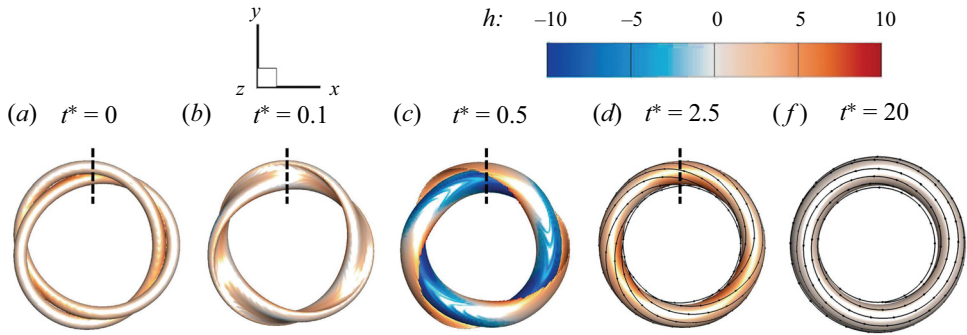 y
z x
h: –10 –5 0 5 10
(a) t* = 0 (b) t* = 0.1 (c) t* = 0.5 (d) t* = 2.5 (f) t* = 20